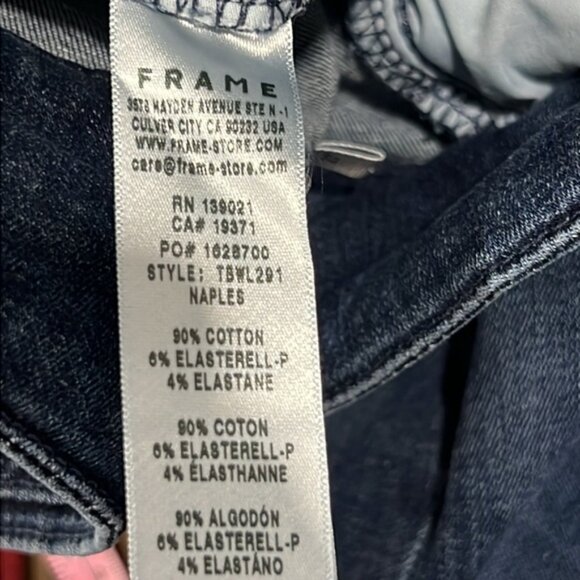 FRAME
3578 HAYDEN AVENUE STE N-1
CULVER CITY CA 90232 USA
WWW.FRAME-STORE.COM
care@frame-store.com
RN 139021
CA# 19371
PO# 1628700
STYLE: TBWL291
NAPLES
90% COTTON
6% ELASTERELL-P
4% ELASTANE
90% COTON
6% ELASTERELL-P
4% ÉLASTHANNE
90% ALGODÓN
6% ELASTERELL-P
4% ELASTÁNO